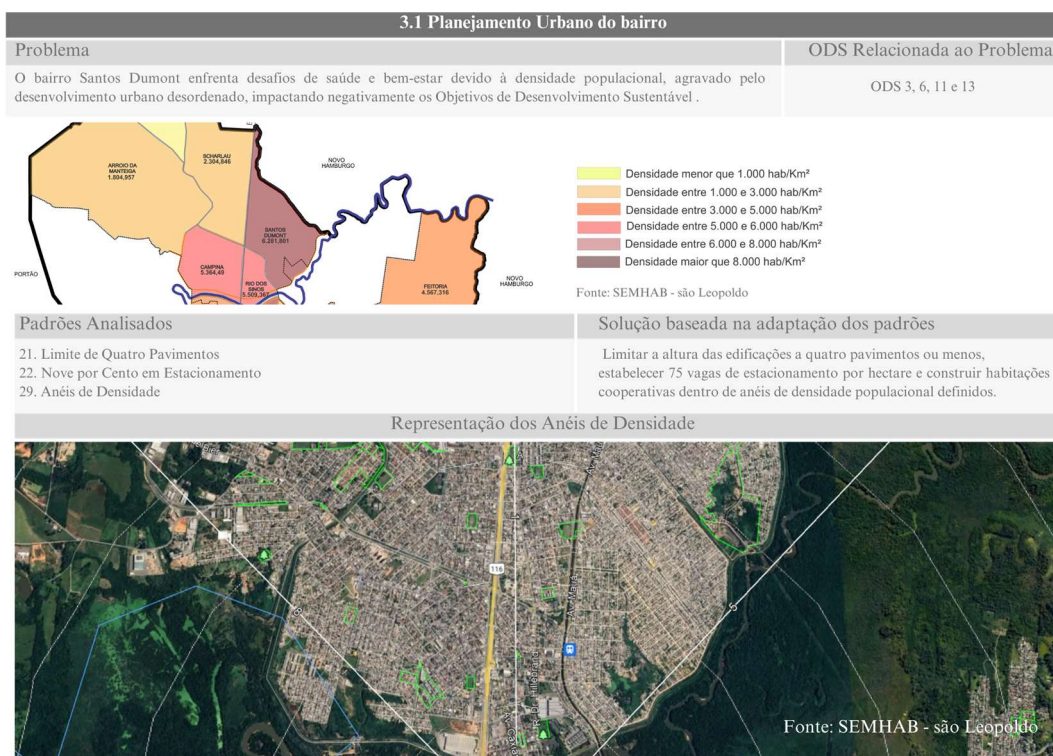 3.1 Planejamento Urbano do bairro
Problema
ODS Relacionada ao Problema
O bairro Santos Dumont enfrenta desafios de saúde e bem-estar devido à densidade populacional, agravado pelo
desenvolvimento urbano desordenado, impactando negativamente os Objetivos de Desenvolvimento Sustentável .
ODS 3, 6, 11 e 13
ARROIO DA
MANTEIGA
1.804,957
SCHARLAU
2.304,846
NOVO
HAMBURGO
SANTOS
DUMONT
6.281,801
CAMPINA
5.364,49
RIO DOS
SINOS
5.509,367
PORTÃO
FEITORIA
4.567,316
NOVO
HAMBURGO
Densidade menor que 1.000 hab/Km²
Densidade entre 1.000 e 3.000 hab/Km²
Densidade entre 3.000 e 5.000 hab/Km²
Densidade entre 5.000 e 6.000 hab/Km²
Densidade entre 6.000 e 8.000 hab/Km²
Densidade maior que 8.000 hab/Km²
Fonte: SEMHAB - são Leopoldo
Padrões Analisados
Solução baseada na adaptação dos padrões
21. Limite de Quatro Pavimentos
22. Nove por Cento em Estacionamento
29. Anéis de Densidade
Limitar a altura das edificações a quatro pavimentos ou menos,
estabelecer 75 vagas de estacionamento por hectare e construir habitações
cooperativas dentro de anéis de densidade populacional definidos.
Representação dos Anéis de Densidade
116
Av. Mauá
Fonte: SEMHAB - são Leopoldo